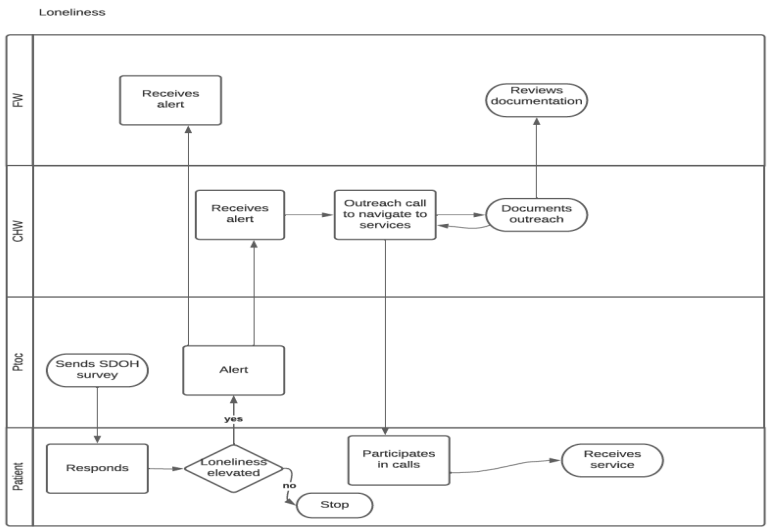 Loneliness
FW
Receives
alert
Reviews
documentation
CHW
Receives
alert
Outreach call
to navigate to
services
Documents
outreach
Ptoc
Sends SDOH
survey
Alert
yes
Patient
Responds
Loneliness
elevated
no
Stop
Participates
in calls
Receives
service